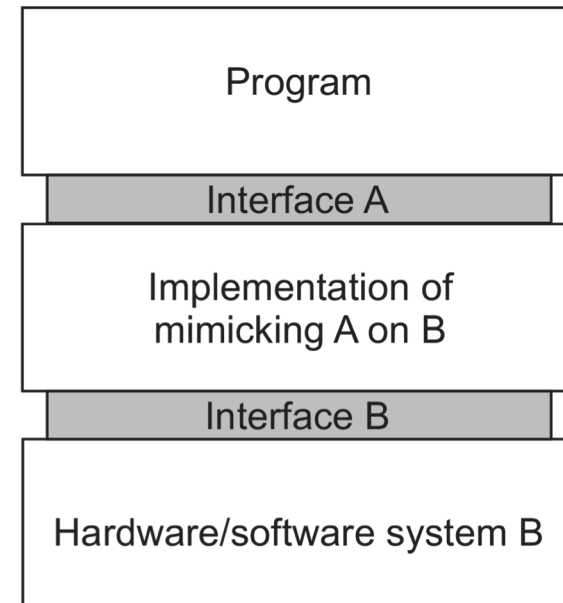 Program
Interface A
Implementation of
mimicking A on B
Interface B
Hardware/software system B